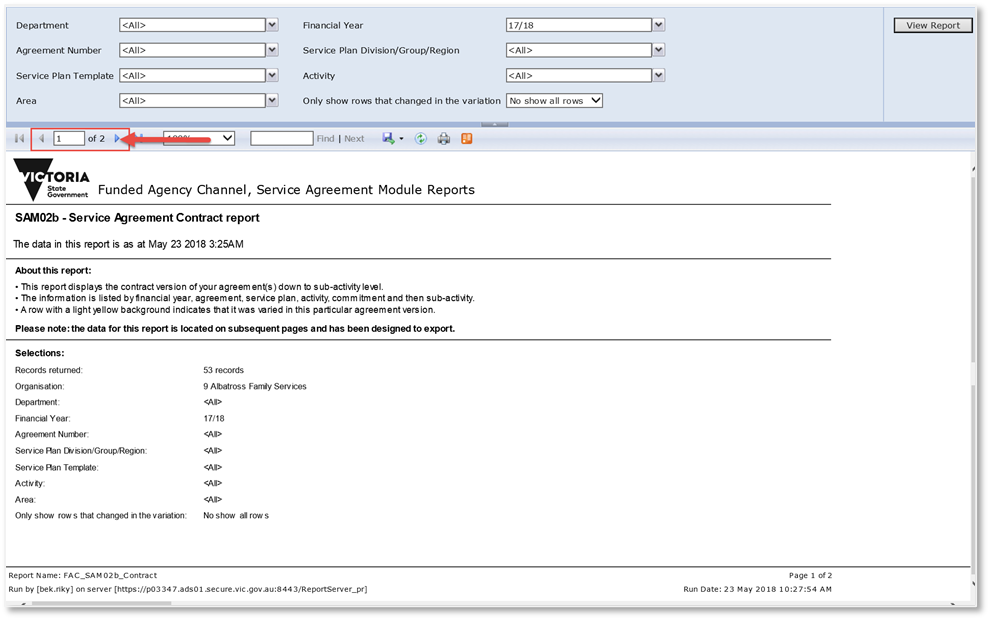 Department <All> Financial Year 17/18 View Report
Agreement Number <All> Service Plan Division/Group/Region <All>
Service Plan Template <All> Activity <All>
Area <All> Only show rows that changed in the variation No show all rows
1 of 2 100% Find | Next
VICTORIA
State
Government
Funded Agency Channel, Service Agreement Module Reports
SAM02b - Service Agreement Contract report
The data in this report is as at May 23 2018 3:25AM
About this report:
• This report displays the contract version of your agreement(s) down to sub-activity level.
• The information is listed by financial year, agreement, service plan, activity, commitment and then sub-activity.
• A row with a light yellow background indicates that it was varied in this particular agreement version.
Please note: the data for this report is located on subsequent pages and has been designed to export.
Selections:
Records returned: 53 records
Organisation: 9 Albatross Family Services
Department: <All>
Financial Year: 17/18
Agreement Number: <All>
Service Plan Division/Group/Region: <All>
Service Plan Template: <All>
Activity: <All>
Area: <All>
Only show rows that changed in the variation: No show all rows
Report Name: FAC_SAM02b_Contract Page 1 of 2
Run by [bek.riky] on server [https://p03347.ads01.secure.vic.gov.au:8443/ReportServer_pr] Run Date: 23 May 2018 10:27:54 AM